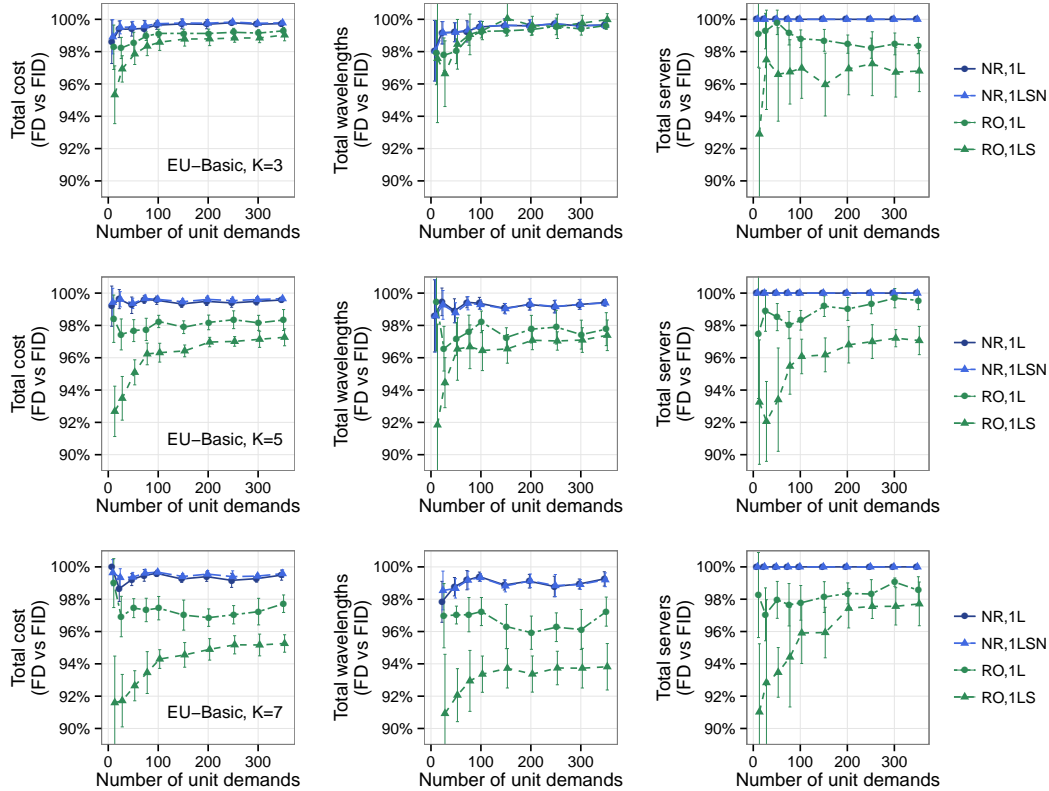 Total cost
(FD vs FID)
100%
98%
96%
94%
92%
90%
EU−Basic, K=3
0 100 200 300
Number of unit demands
Total wavelengths
(FD vs FID)
100%
98%
96%
94%
92%
90%
0 100 200 300
Number of unit demands
Total servers
(FD vs FID)
100%
98%
96%
94%
92%
90%
0 100 200 300
Number of unit demands
NR,1L
NR,1LSN
RO,1L
RO,1LS
Total cost
(FD vs FID)
100%
98%
96%
94%
92%
90%
EU−Basic, K=5
0 100 200 300
Number of unit demands
Total wavelengths
(FD vs FID)
100%
98%
96%
94%
92%
90%
0 100 200 300
Number of unit demands
Total servers
(FD vs FID)
100%
98%
96%
94%
92%
90%
0 100 200 300
Number of unit demands
NR,1L
NR,1LSN
RO,1L
RO,1LS
Total cost
(FD vs FID)
100%
98%
96%
94%
92%
90%
EU−Basic, K=7
0 100 200 300
Number of unit demands
Total wavelengths
(FD vs FID)
100%
98%
96%
94%
92%
90%
0 100 200 300
Number of unit demands
Total servers
(FD vs FID)
100%
98%
96%
94%
92%
90%
0 100 200 300
Number of unit demands
NR,1L
NR,1LSN
RO,1L
RO,1LS